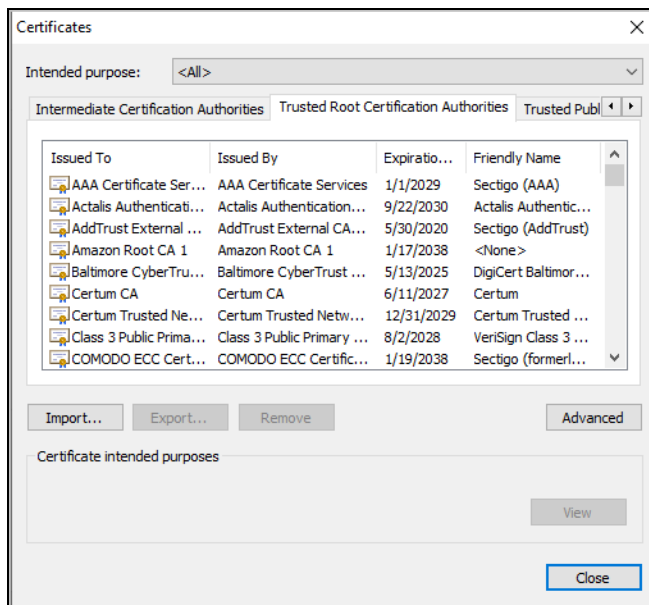 Certificates
Intended purpose: <All>
Intermediate Certification Authorities Trusted Root Certification Authorities Trusted Publ
Issued To Issued By Expiratio... Friendly Name
AAA Certificate Ser... AAA Certificate Services 1/1/2029 Sectigo (AAA)
Actalis Authenticati... Actalis Authentication... 9/22/2030 Actalis Authentic...
AddTrust External ... AddTrust External CA... 5/30/2020 Sectigo (AddTrust)
Amazon Root CA 1 Amazon Root CA 1 1/17/2038 <None>
Baltimore CyberTru... Baltimore CyberTrust ... 5/13/2025 DigiCert Baltimor...
Certum CA Certum CA 6/11/2027 Certum
Certum Trusted Ne... Certum Trusted Netw... 12/31/2029 Certum Trusted ...
Class 3 Public Prima... Class 3 Public Primary ... 8/2/2028 VeriSign Class 3 ...
COMODO ECC Cert... COMODO ECC Certific... 1/19/2038 Sectigo (formerl...
Import... Export... Remove Advanced
Certificate intended purposes
View
Close